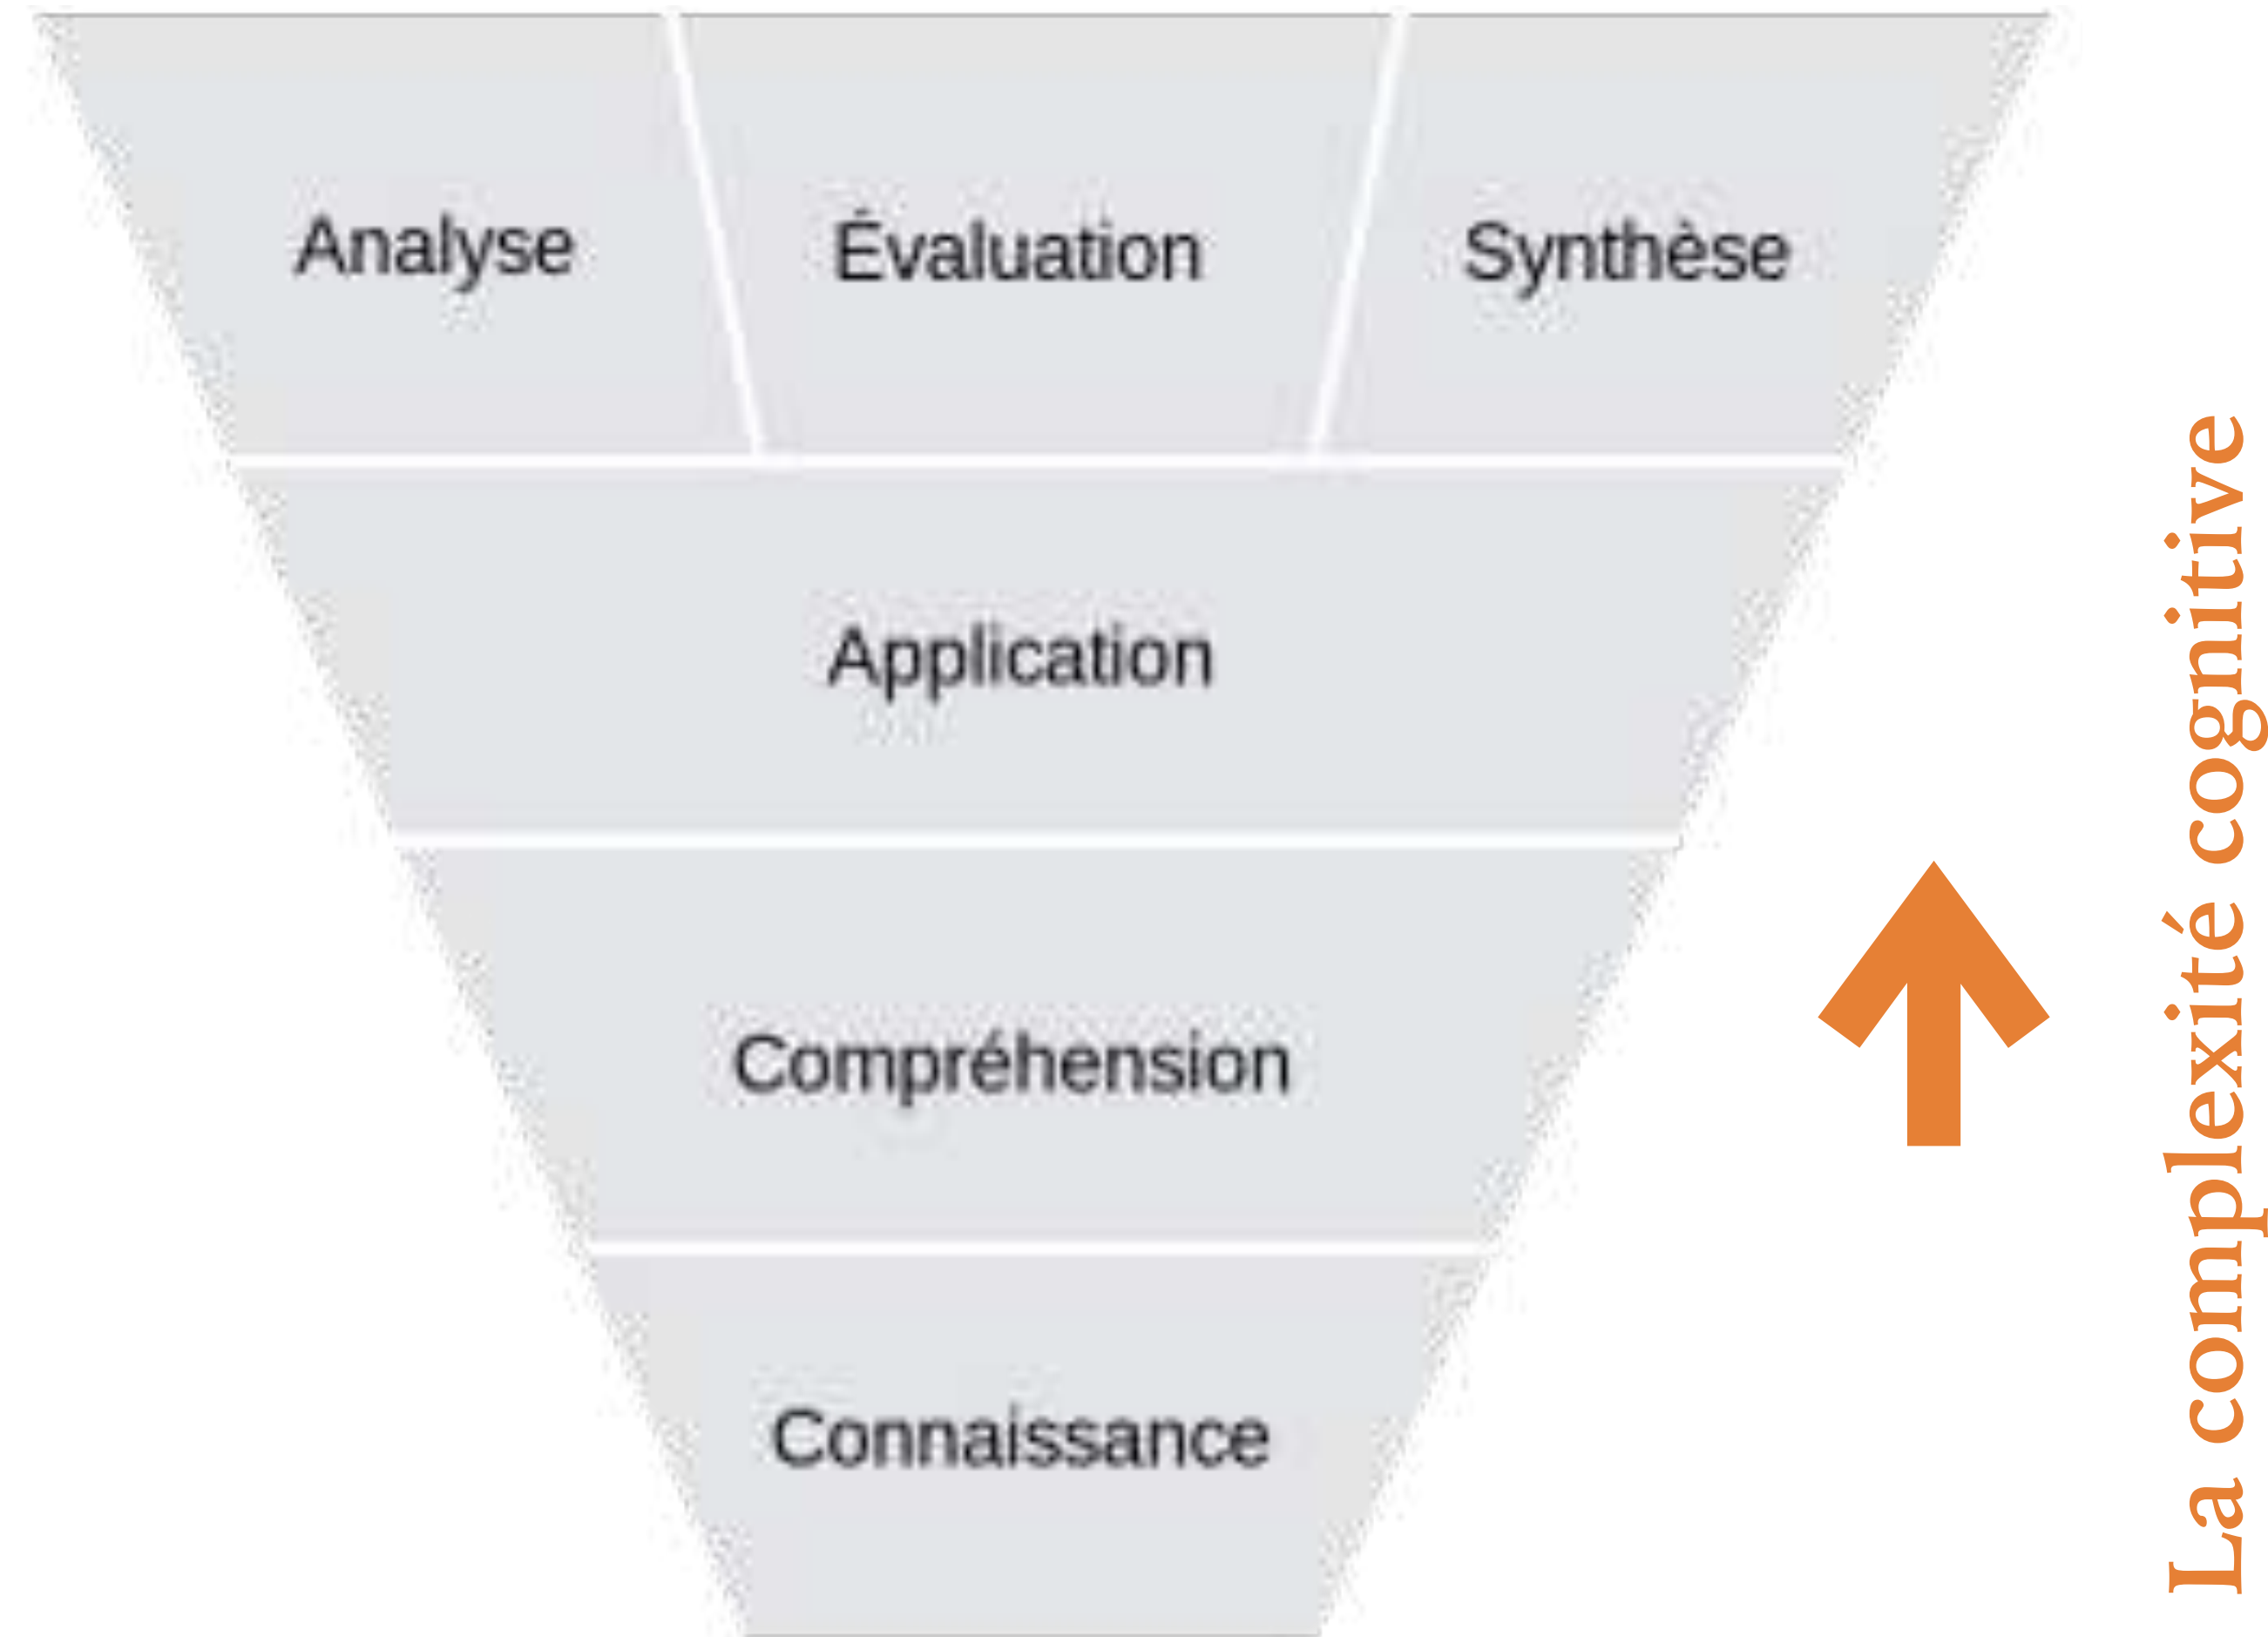 Analyse
Évaluation
Synthèse
Application
Compréhension
Connaissance
La complexité cognitive